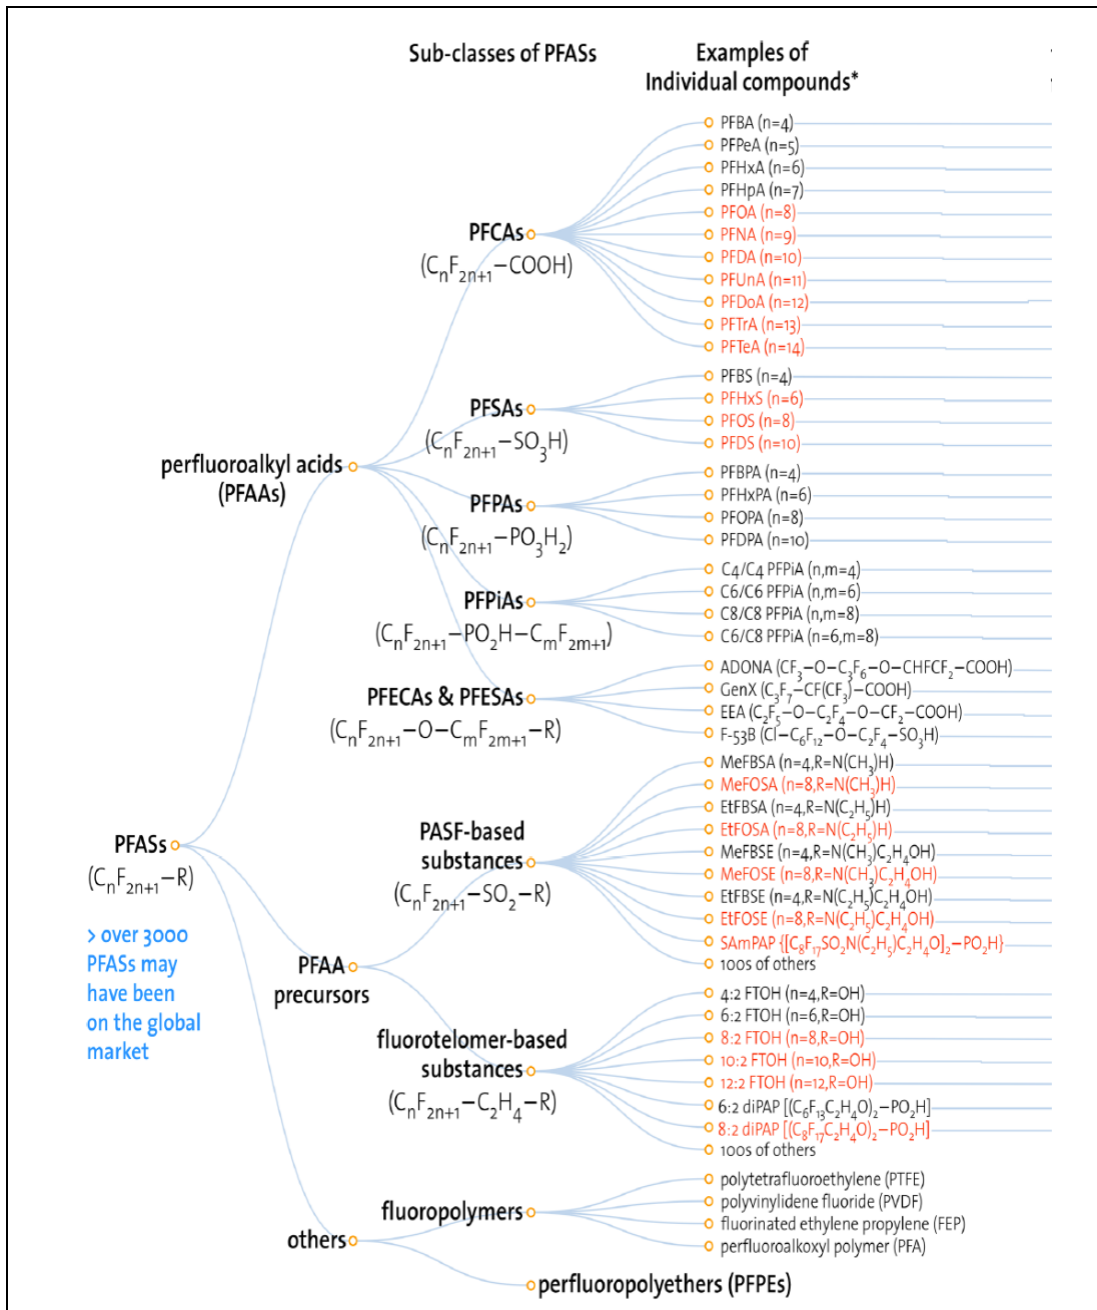 Sub-classes of PFASs
Examples of
Individual compounds*
PFASs
(CₙF₂ₙ₊₁–R)
> over 3000
PFASs may
have been
on the global
market
perfluoroalkyl acids
(PFAAs)
PFCAs
(CₙF₂ₙ₊₁–COOH)
PFBA (n=4)
PFPeA (n=5)
PFHxA (n=6)
PFHpA (n=7)
PFOA (n=8)
PFNA (n=9)
PFDA (n=10)
PFUnA (n=11)
PFDoA (n=12)
PFTrA (n=13)
PFTeA (n=14)
PFSAs
(CₙF₂ₙ₊₁–SO₃H)
PFBS (n=4)
PFHxS (n=6)
PFOS (n=8)
PFDS (n=10)
PFPAs
(CₙF₂ₙ₊₁–PO₃H₂)
PFBPA (n=4)
PFHxPA (n=6)
PFOPA (n=8)
PFDPA (n=10)
PFPiAs
(CₙF₂ₙ₊₁–PO₂H–CₘF₂ₘ₊₁)
C4/C4 PFPiA (n,m=4)
C6/C6 PFPiA (n,m=6)
C8/C8 PFPiA (n,m=8)
C6/C8 PFPiA (n=6,m=8)
PFECAs & PFESAs
(CₙF₂ₙ₊₁–O–CₘF₂ₘ₊₁–R)
ADONA (CF₃–O–C₃F₆–O–CHFCF₂–COOH)
GenX (C₃F₇–CF(CF₃)–COOH)
EEA (C₂F₅–O–C₂F₄–O–CF₂–COOH)
F-53B (Cl–C₆F₁₂–O–C₂F₄–SO₃H)
PFAA
precursors
PASF-based
substances
(CₙF₂ₙ₊₁–SO₂–R)
MeFBSA (n=4,R=N(CH₃)H)
MeFOSA (n=8,R=N(CH₃)H)
EtFBSA (n=4,R=N(C₂H₅)H)
EtFOSA (n=8,R=N(C₂H₅)H)
MeFBSE (n=4,R=N(CH₃)C₂H₄OH)
MeFOSE (n=8,R=N(CH₃)C₂H₄OH)
EtFBSE (n=4,R=N(C₂H₅)C₂H₄OH)
EtFOSE (n=8,R=N(C₂H₅)C₂H₄OH)
SAmPAP {[C₈F₁₇SO₂N(C₂H₅)C₂H₄O]₂–PO₂H}
100s of others
fluorotelomer-based
substances
(CₙF₂ₙ₊₁–C₂H₄–R)
4:2 FTOH (n=4,R=OH)
6:2 FTOH (n=6,R=OH)
8:2 FTOH (n=8,R=OH)
10:2 FTOH (n=10,R=OH)
12:2 FTOH (n=12,R=OH)
6:2 diPAP [(C₆F₁₃C₂H₄O)₂–PO₂H]
8:2 diPAP [(C₈F₁₇C₂H₄O)₂–PO₂H]
100s of others
others
fluoropolymers
polytetrafluoroethylene (PTFE)
polyvinylidene fluoride (PVDF)
fluorinated ethylene propylene (FEP)
perfluoroalkoxyl polymer (PFA)
perfluoropolyethers (PFPEs)